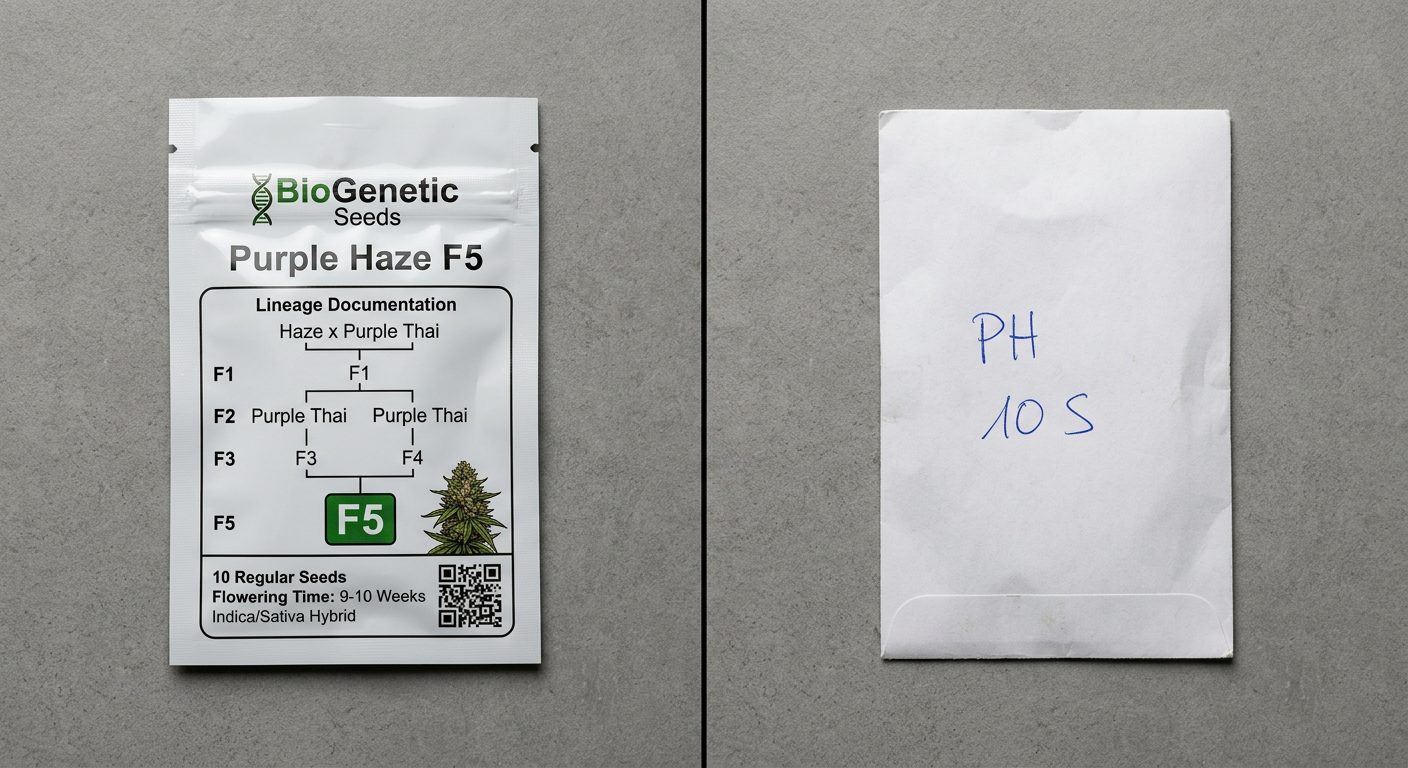 BioGenetic
Seeds
Purple Haze F5
Lineage Documentation
Haze x Purple Thai
F1 F1
F2 Purple Thai Purple Thai
F3 F3 F4
F5 F5
10 Regular Seeds
Flowering Time: 9-10 Weeks
Indica/Sativa Hybrid
PH
10 S